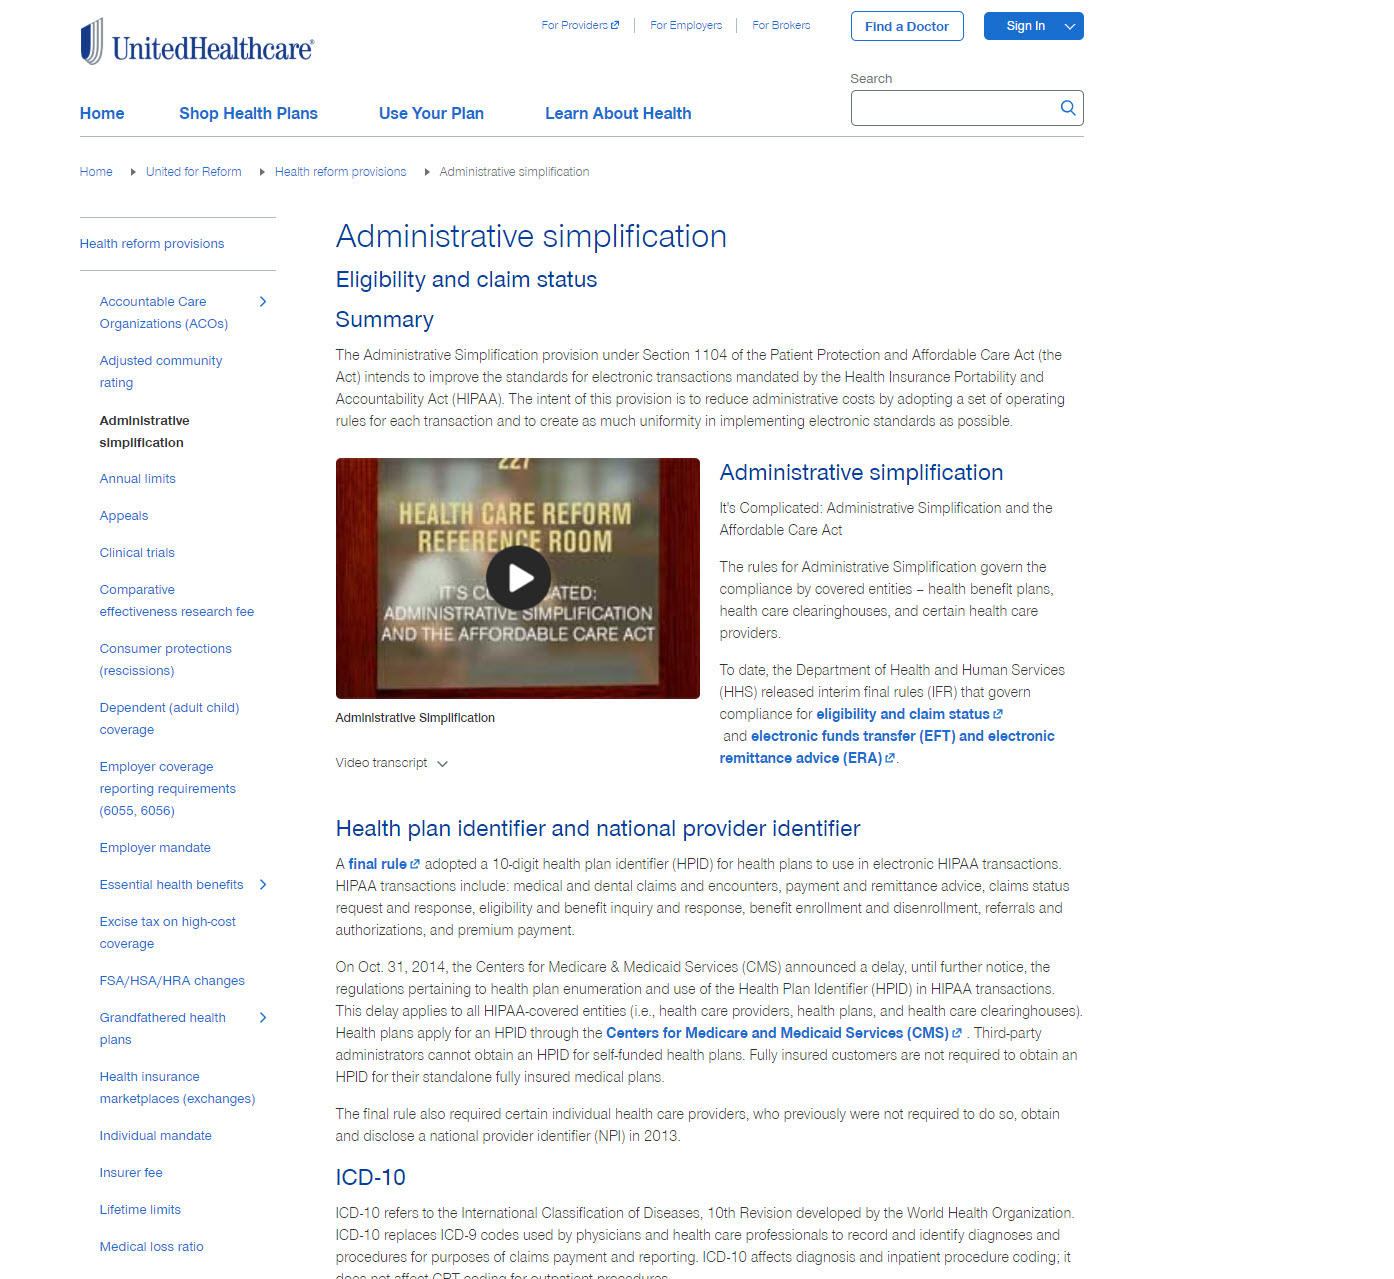 For Providers
For Employers
For Brokers
Find a Doctor
Sign In
UnitedHealthcare®
Search
Home
Shop Health Plans
Use Your Plan
Learn About Health
Home
United for Reform
Health reform provisions
Administrative simplification
Health reform provisions
Accountable Care
Organizations (ACOs)
Adjusted community
rating
Administrative
simplification
Annual limits
Appeals
Clinical trials
Comparative
effectiveness research fee
Consumer protections
(rescissions)
Dependent (adult child)
coverage
Employer coverage
reporting requirements
(6055, 6056)
Employer mandate
Essential health benefits
Excise tax on high-cost
coverage
FSA/HSA/HRA changes
Grandfathered health
plans
Health insurance
marketplaces (exchanges)
Individual mandate
Insurer fee
Lifetime limits
Medical loss ratio
Administrative simplification
Eligibility and claim status
Summary
The Administrative Simplification provision under Section 1104 of the Patient Protection and Affordable Care Act (the
Act) intends to improve the standards for electronic transactions mandated by the Health Insurance Portability and
Accountability Act (HIPAA). The intent of this provision is to reduce administrative costs by adopting a set of operating
rules for each transaction and to create as much uniformity in implementing electronic standards as possible.
227
HEALTH CARE REFORM
REFERENCE ROOM
IT'S COMPLICATED:
ADMINISTRATIVE SIMPLIFICATION
AND THE AFFORDABLE CARE ACT
Administrative Simplification
Video transcript
Administrative simplification
It's Complicated: Administrative Simplification and the
Affordable Care Act
The rules for Administrative Simplification govern the
compliance by covered entities – health benefit plans,
health care clearinghouses, and certain health care
providers.
To date, the Department of Health and Human Services
(HHS) released interim final rules (IFR) that govern
compliance for eligibility and claim status
and electronic funds transfer (EFT) and electronic
remittance advice (ERA).
Health plan identifier and national provider identifier
A final rule adopted a 10-digit health plan identifier (HPID) for health plans to use in electronic HIPAA transactions.
HIPAA transactions include: medical and dental claims and encounters, payment and remittance advice, claims status
request and response, eligibility and benefit inquiry and response, benefit enrollment and disenrollment, referrals and
authorizations, and premium payment.
On Oct. 31, 2014, the Centers for Medicare & Medicaid Services (CMS) announced a delay, until further notice, the
regulations pertaining to health plan enumeration and use of the Health Plan Identifier (HPID) in HIPAA transactions.
This delay applies to all HIPAA-covered entities (i.e., health care providers, health plans, and health care clearinghouses).
Health plans apply for an HPID through the Centers for Medicare and Medicaid Services (CMS) . Third-party
administrators cannot obtain an HPID for self-funded health plans. Fully insured customers are not required to obtain an
HPID for their standalone fully insured medical plans.
The final rule also required certain individual health care providers, who previously were not required to do so, obtain
and disclose a national provider identifier (NPI) in 2013.
ICD-10
ICD-10 refers to the International Classification of Diseases, 10th Revision developed by the World Health Organization.
ICD-10 replaces ICD-9 codes used by physicians and health care professionals to record and identify diagnoses and
procedures for purposes of claims payment and reporting. ICD-10 affects diagnosis and inpatient procedure coding; it
does not affect CPT coding for outpatient procedures.